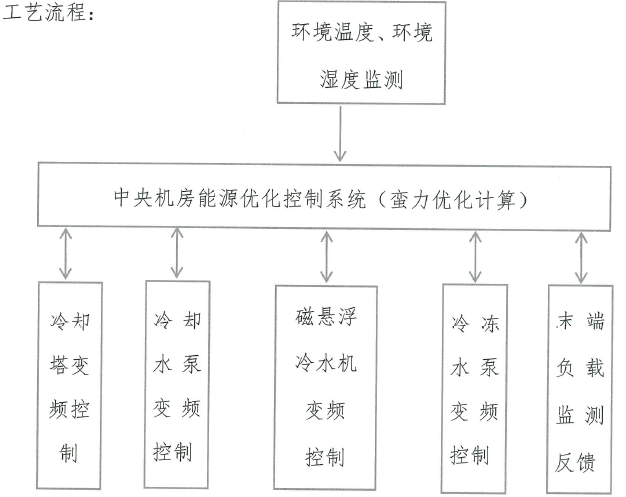 工艺流程：
环境温度、环境
湿度监测
中央机房能源优化控制系统（蛮力优化计算）
冷却
塔变
频控
制
冷却
水泵
变频
控制
磁悬浮
冷水机
变频
控制
冷冻
水泵
变频
控制
末端
负载
监测
反馈